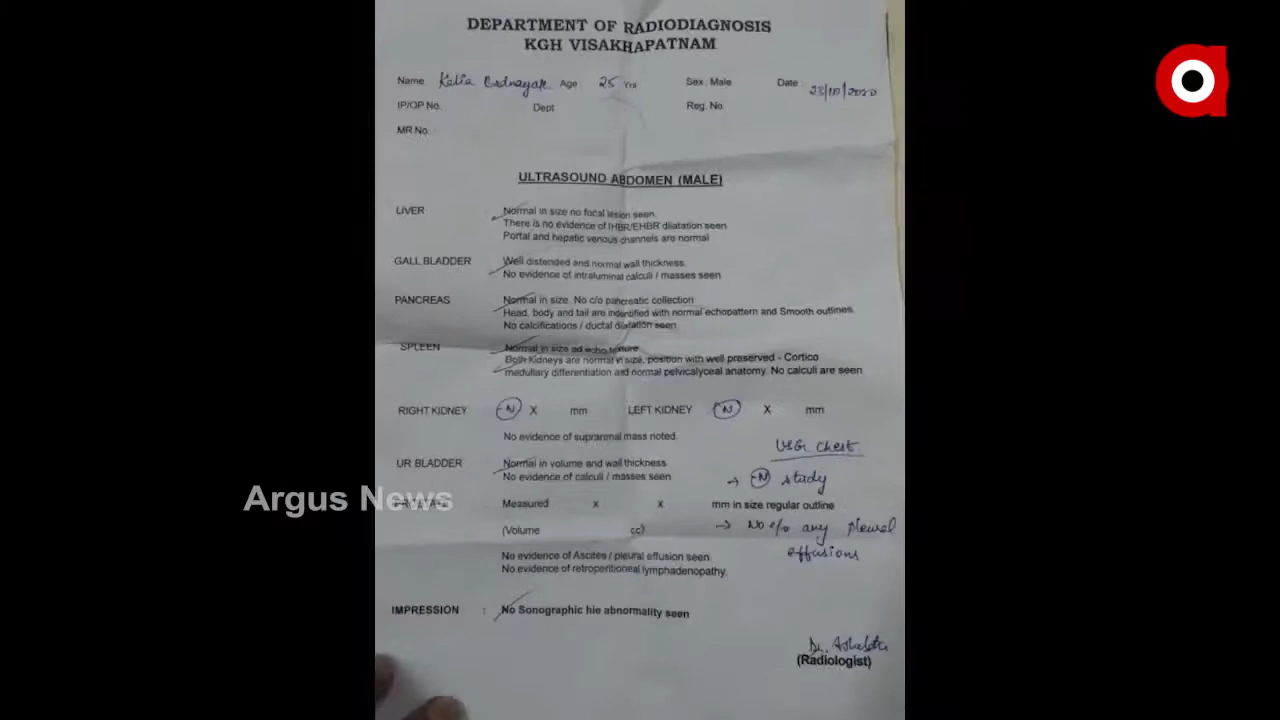 DEPARTMENT OF RADIODIAGNOSIS
KGH VISAKHAPATNAM
Name Age : 25 Yrs Sex: Male Date : 23/10/2020
IP/OP No. Dept Reg. No.
MR No.
ULTRASOUND ABDOMEN (MALE)
LIVER Normal in size no focal lesion seen.
There is no evidence of IHBR/EHBR dilatation seen
Portal and hepatic venous channels are normal
GALL BLADDER Well distended and normal wall thickness.
No evidence of intraluminal calculi / masses seen
PANCREAS Normal in size. No c/o pancreatic collection
Head, body and tail are indentified with normal echopattern and Smooth outlines.
No calcifications / ductal dilatation seen
SPLEEN Normal in size ad echo texture
Both Kidneys are normal in size, position with well preserved - Cortico
medullary differentiation and normal pelvicalyceal anatomy. No calculi are seen
RIGHT KIDNEY N X mm LEFT KIDNEY N X mm
No evidence of suprarenal mass noted.
USG chest
UR BLADDER Normal in volume and wall thickness
No evidence of calculi / masses seen
→ N study
Argus News
Measured X X mm in size regular outline
(Volume cc)
→ No e/o any pleural
effusions
No evidence of Ascites / pleural effusion seen.
No evidence of retroperitioneal lymphadenopathy.
IMPRESSION : No Sonographic hie abnormality seen
Dr.
(Radiologist)